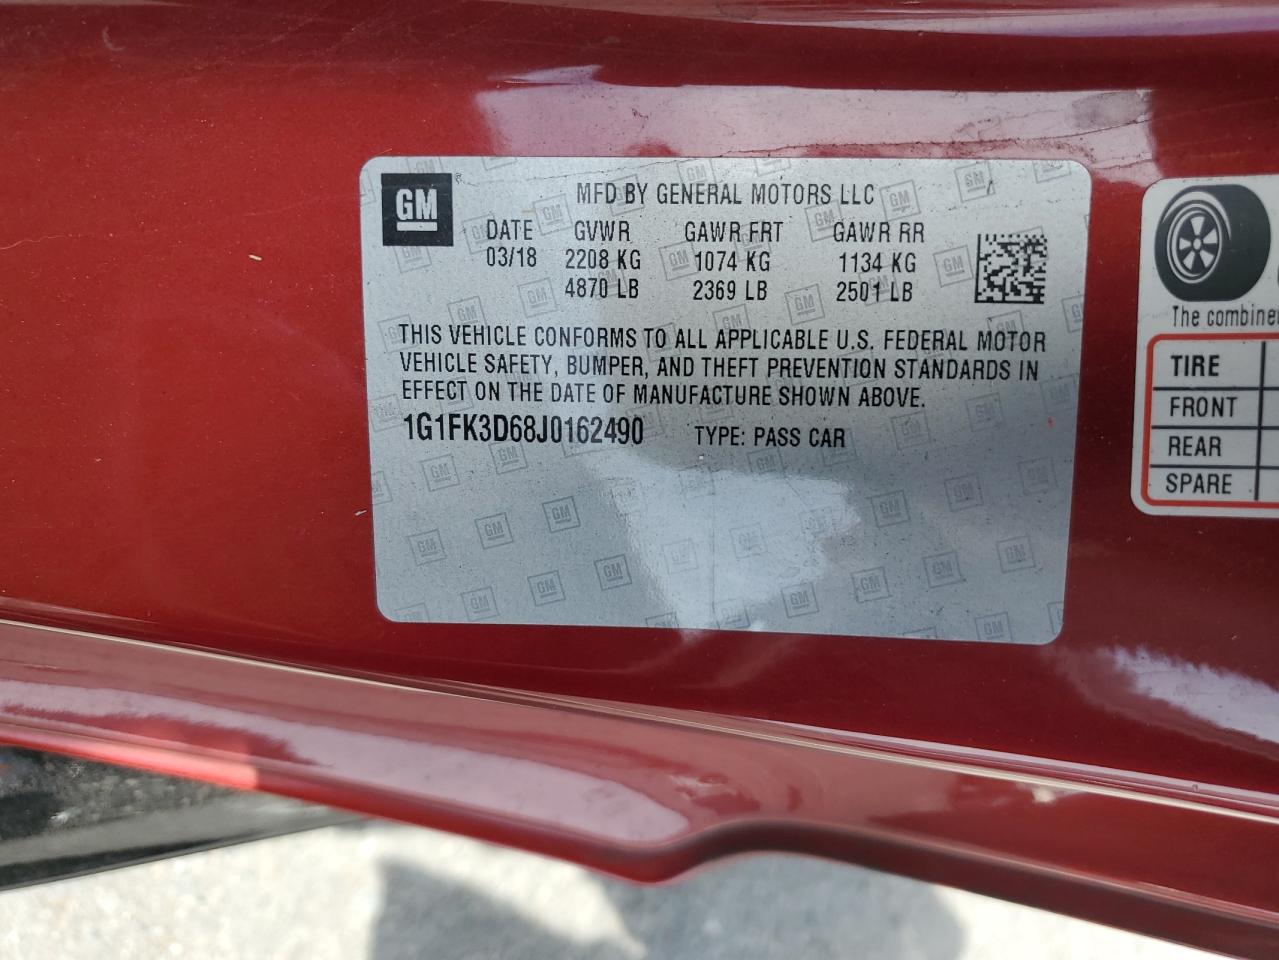 GM
MFD BY GENERAL MOTORS LLC
DATE GVWR GAWR FRT GAWR RR
03/18 2208 KG 1074 KG 1134 KG
4870 LB 2369 LB 2501 LB
THIS VEHICLE CONFORMS TO ALL APPLICABLE U.S. FEDERAL MOTOR
VEHICLE SAFETY, BUMPER, AND THEFT PREVENTION STANDARDS IN
EFFECT ON THE DATE OF MANUFACTURE SHOWN ABOVE.
1G1FK3D68J0162490 TYPE: PASS CAR
The
TIRE
FRONT
REAR
SPARE